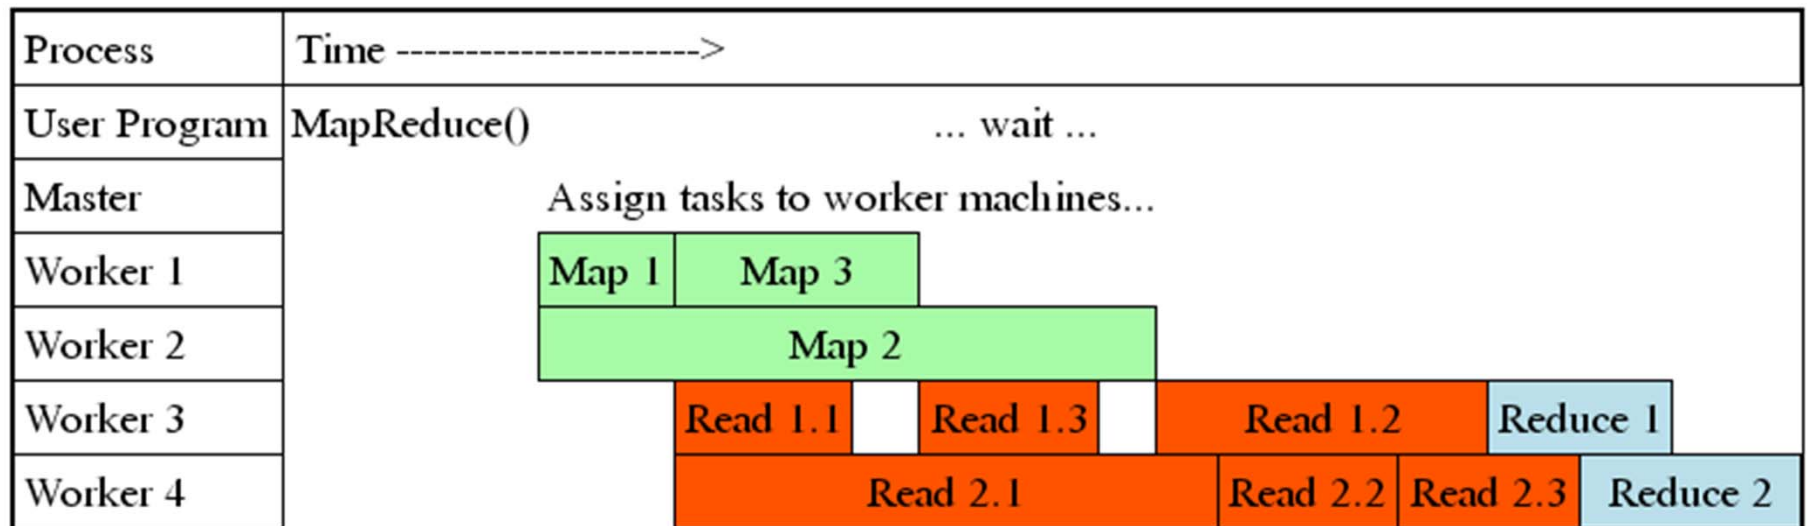 Process Time ---------------------->
User Program MapReduce() ... wait ...
Master Assign tasks to worker machines...
Worker 1 Map 1 Map 3
Worker 2 Map 2
Worker 3 Read 1.1 Read 1.3 Read 1.2 Reduce 1
Worker 4 Read 2.1 Read 2.2 Read 2.3 Reduce 2